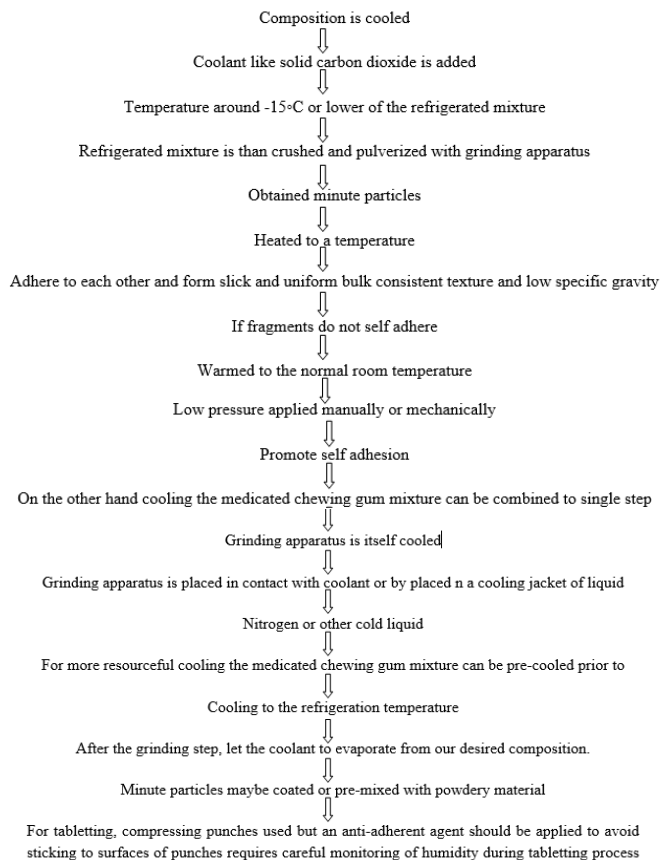 Composition is cooled
Coolant like solid carbon dioxide is added
Temperature around -15◦C or lower of the refrigerated mixture
Refrigerated mixture is than crushed and pulverized with grinding apparatus
Obtained minute particles
Heated to a temperature
Adhere to each other and form slick and uniform bulk consistent texture and low specific gravity
If fragments do not self adhere
Warmed to the normal room temperature
Low pressure applied manually or mechanically
Promote self adhesion
On the other hand cooling the medicated chewing gum mixture can be combined to single step
Grinding apparatus is itself cooled
Grinding apparatus is placed in contact with coolant or by placed n a cooling jacket of liquid
Nitrogen or other cold liquid
For more resourceful cooling the medicated chewing gum mixture can be pre-cooled prior to
Cooling to the refrigeration temperature
After the grinding step, let the coolant to evaporate from our desired composition.
Minute particles maybe coated or pre-mixed with powdery material
For tabletting, compressing punches used but an anti-adherent agent should be applied to avoid
sticking to surfaces of punches requires careful monitoring of humidity during tabletting process